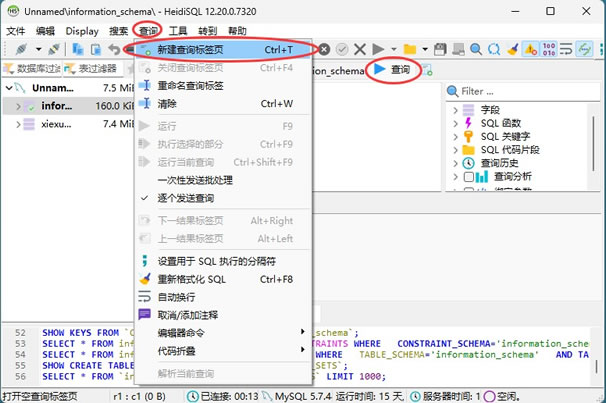 Unnamed\information_schema\ - HeidiSQL 12.20.0.7320
文件 编辑 Display 搜索 查询 工具 转到 帮助
新建查询标签页 Ctrl+T
关闭查询标签页 Ctrl+F4
重命名查询标签
清除 Ctrl+W
运行 F9
执行选择的部分 Ctrl+F9
运行当前查询 Ctrl+Shift+F9
一次性发送批处理
逐个发送查询
下一结果标签页 Alt+Right
上一结果标签页 Alt+Left
设置用于 SQL 执行的分隔符
重新格式化 SQL Ctrl+F8
自动换行
取消/添加注释
编辑器命令
代码折叠
解析当前查询
数据库过滤 表过滤器
Unnam... 7.5 M
infor... 160.0 K
xiexu... 7.4 M
on_schema\ 查询
Filter ...
字段
SQL 函数
SQL 关键字
SQL 代码片段
查询历史
查询分析
绑定参数
52 SHOW KEYS FROM `C schema`;
53 SELECT * FROM inf TRAINTS WHERE CONSTRAINT_SCHEMA='information_sche
54 SELECT * FROM inf WHERE TABLE_SCHEMA='information_schema' AND TA
55 SHOW CREATE TABLE SETS`;
56 SELECT * FROM `in S` LIMIT 1000;
打开空查询标签页 r1 : c1 (0 B) 已连接: 00:13 MySQL 5.7.4 运行时间: 15 天, 服务器时间: 1 空闲。